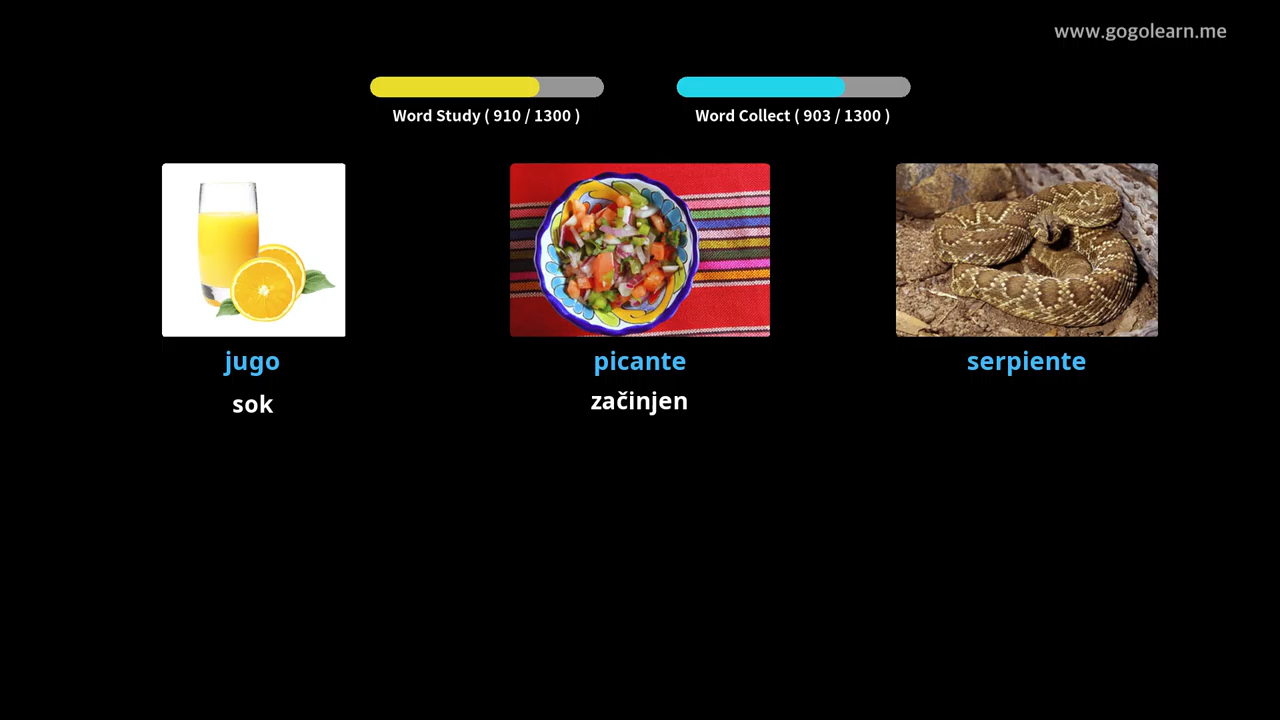 www.gogolearn.me
Word Study ( 910 / 1300 )
Word Collect ( 903 / 1300 )
jugo
picante
serpiente
sok
začinjen